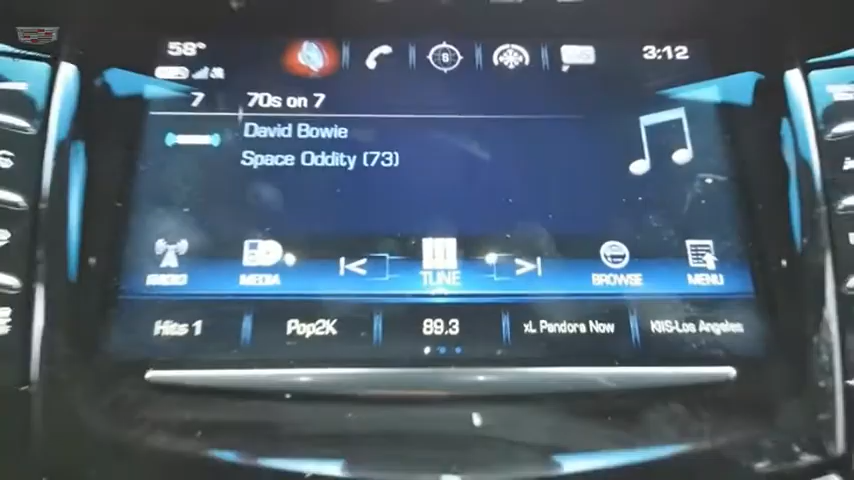 58°
3:12
7
70s on 7
David Bowie
Space Oddity (73)
RADIO
MEDIA
TUNE
BROWSE
MENU
Hits 1
Pop2K
89.3
xL Pandora Now
KIIS-Los Angeles